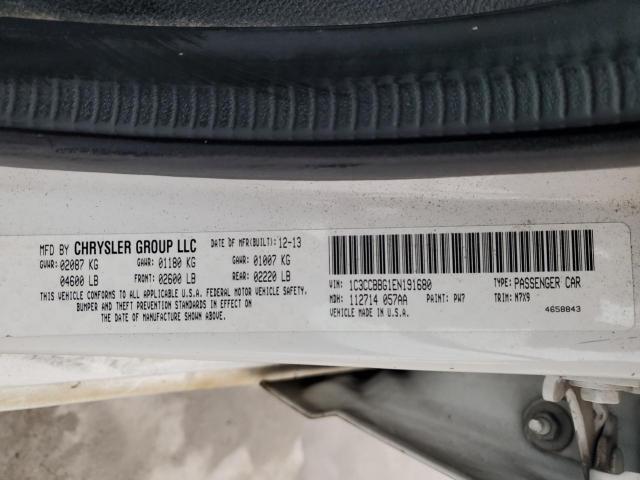 MFD BY CHRYSLER GROUP LLC DATE OF MFR(BUILT): 12-13
GVWR: 02087 KG GAWR: 01180 KG GAWR: 01007 KG
04600 LB FRONT: 02600 LB REAR: 02220 LB
THIS VEHICLE CONFORMS TO ALL APPLICABLE U.S.A. FEDERAL MOTOR VEHICLE SAFETY,
BUMPER AND THEFT PREVENTION STANDARDS IN EFFECT ON
THE DATE OF MANUFACTURE SHOWN ABOVE.
VIN: 1C3CCBBG1EN191680 TYPE: PASSENGER CAR
MDH: 112714 057AA PAINT: PW7 TRIM: M7X9
VEHICLE MADE IN U.S.A. 4658843